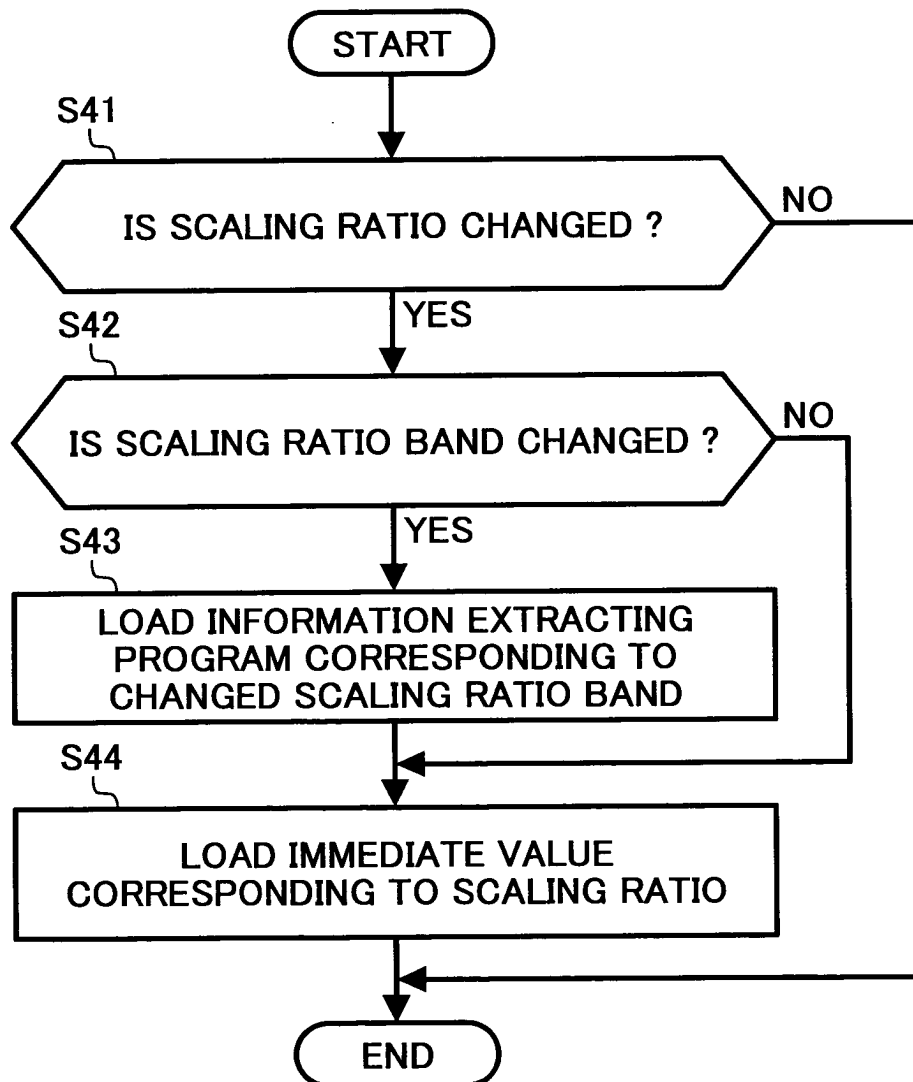 START
S41
IS SCALING RATIO CHANGED ?
NO
YES
S42
IS SCALING RATIO BAND CHANGED ?
NO
YES
S43
LOAD INFORMATION EXTRACTING
PROGRAM CORRESPONDING TO
CHANGED SCALING RATIO BAND
S44
LOAD IMMEDIATE VALUE
CORRESPONDING TO SCALING RATIO
END